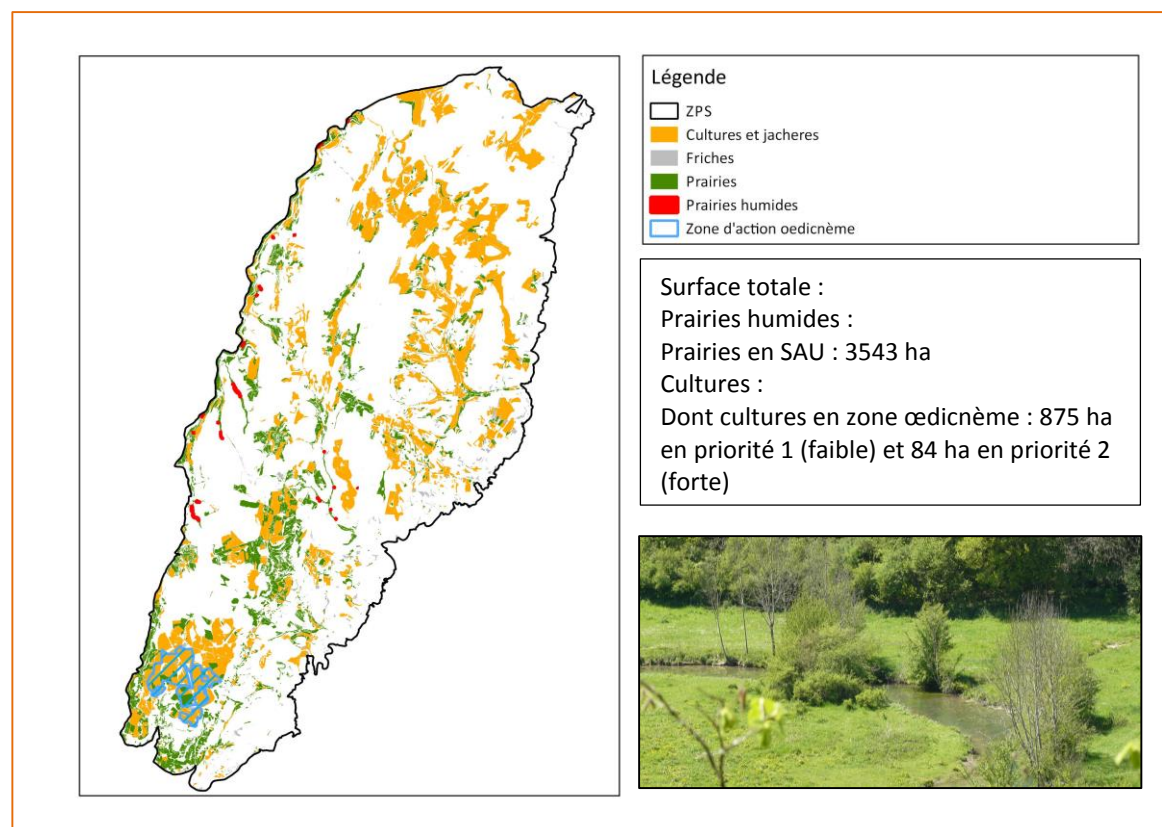 Légende
ZPS
Cultures et jacheres
Friches
Prairies
Prairies humides
Zone d'action oedicnème
Surface totale :
Prairies humides :
Prairies en SAU : 3543 ha
Cultures :
Dont cultures en zone œdicnème : 875 ha
en priorité 1 (faible) et 84 ha en priorité 2
(forte)